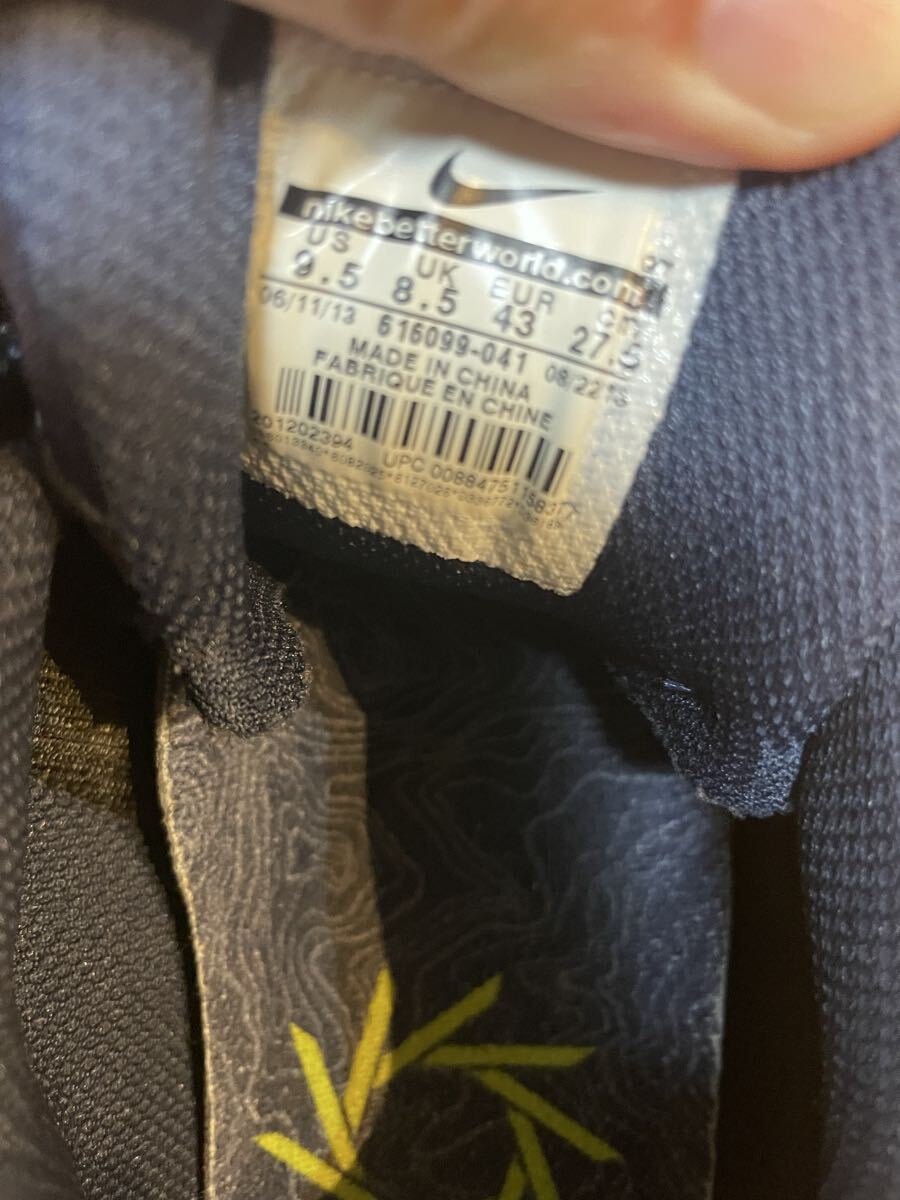 nikebetterworld.com
US UK EUR cm
9.5 8.5 43 27.5
06/11/13 616099-041 08/22/13
MADE IN CHINA
FABRIQUE EN CHINE
201202394
UPC